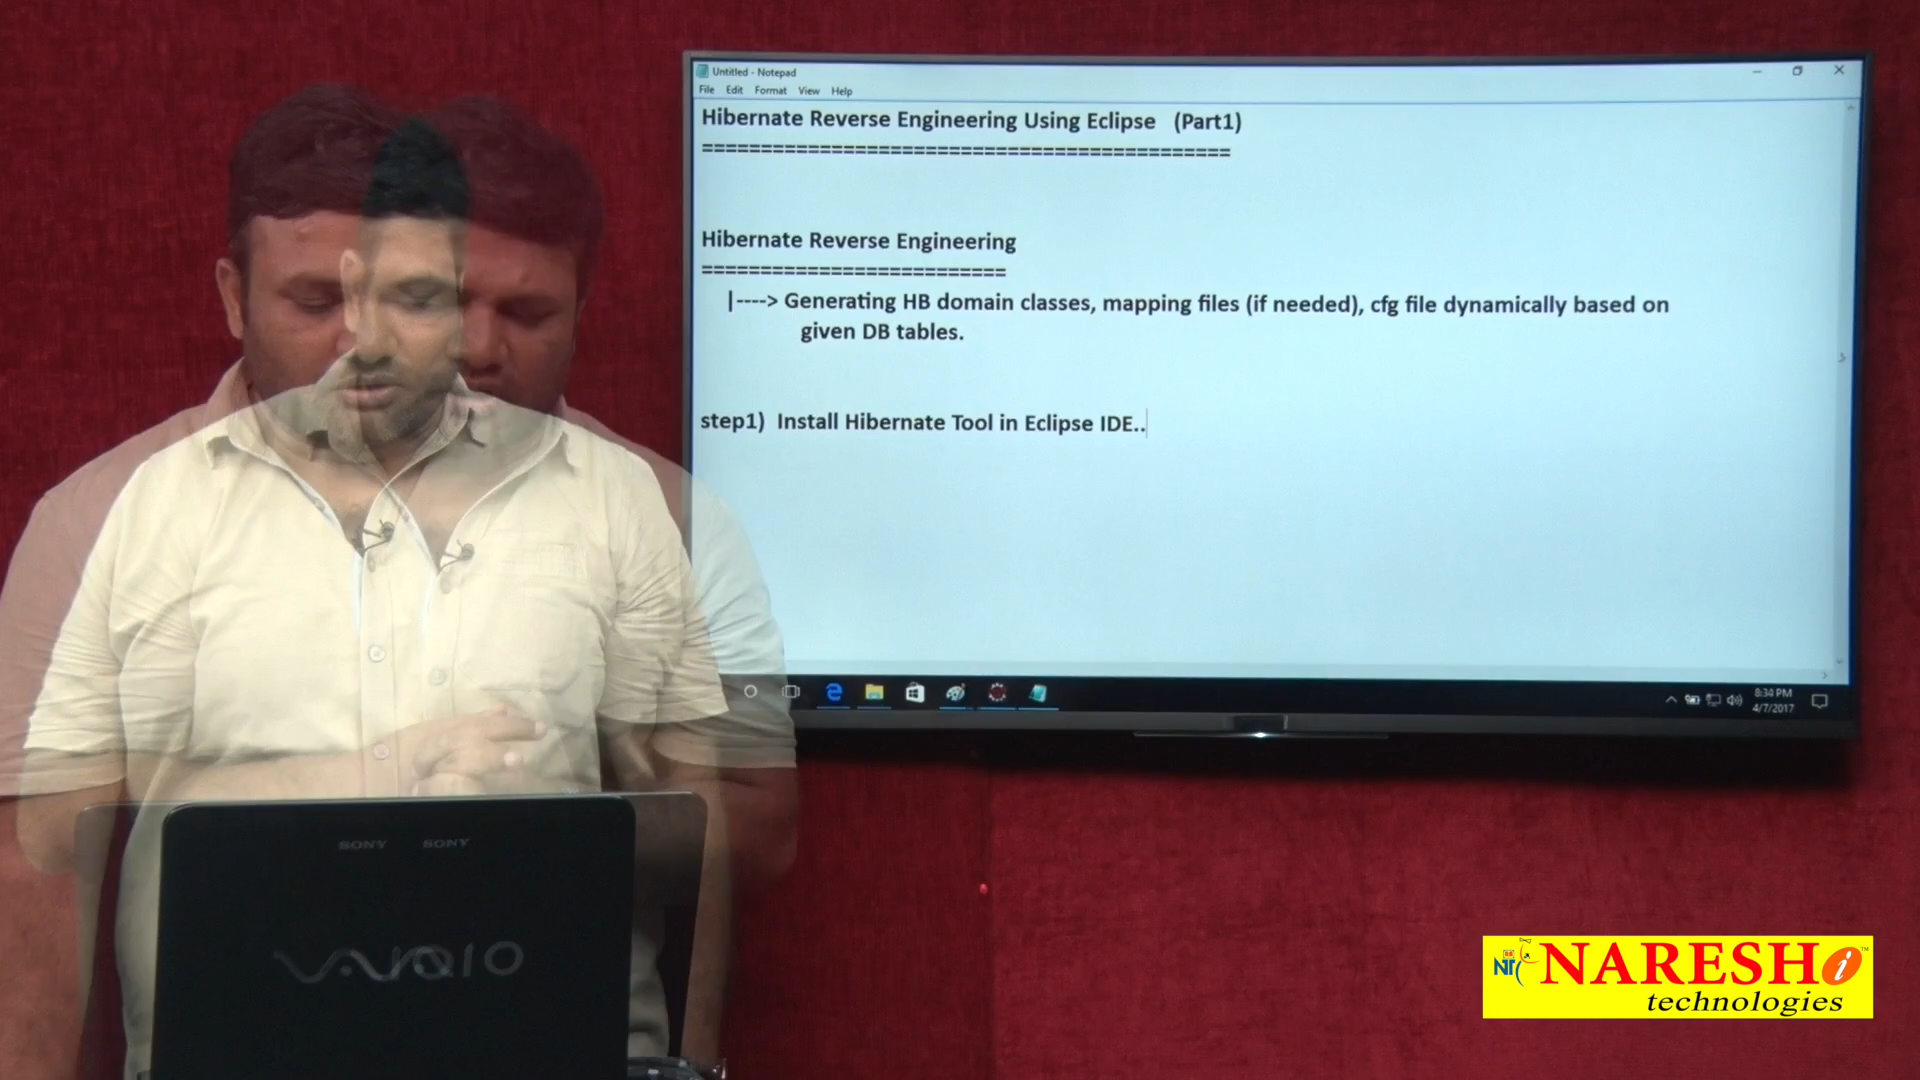 Untitled - Notepad
File Edit Format View Help
Hibernate Reverse Engineering Using Eclipse (Part1)
============================================
Hibernate Reverse Engineering
==========================
|----> Generating HB domain classes, mapping files (if needed), cfg file dynamically based on
given DB tables.
step1) Install Hibernate Tool in Eclipse IDE..
8:34 PM
4/7/2017
SONY SONY
VAIO
NT
NARESH i ™
technologies